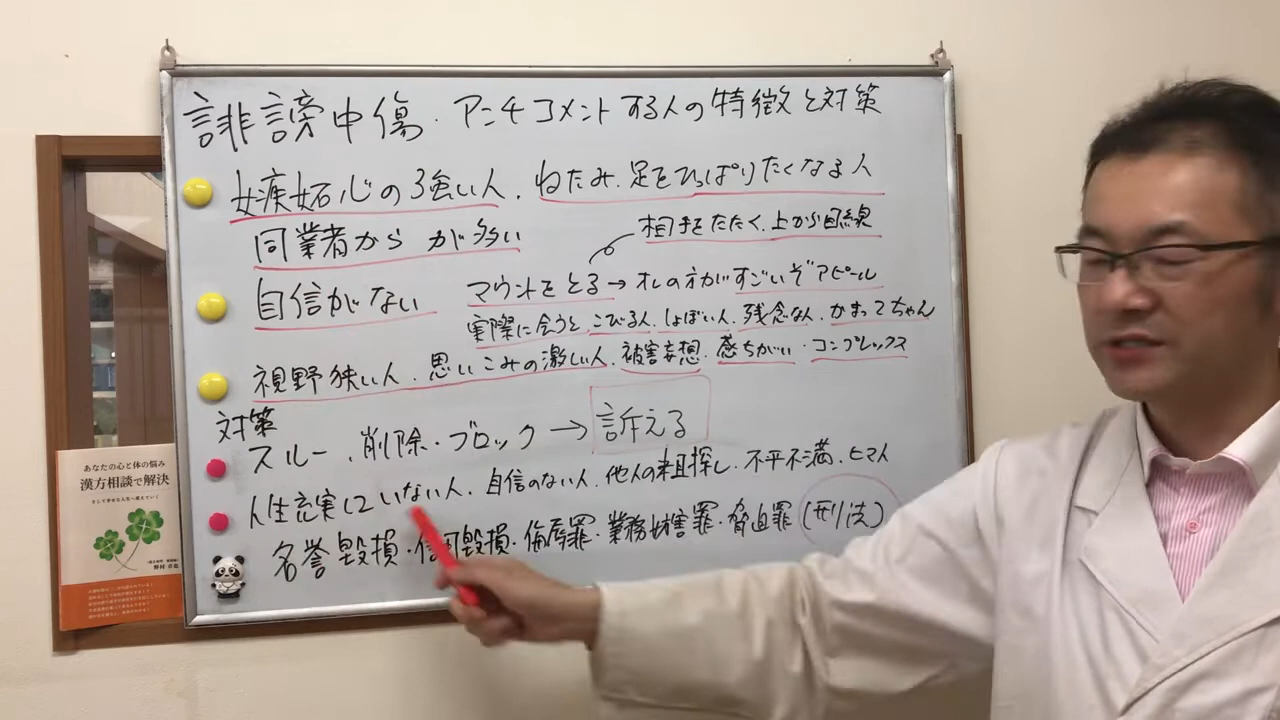 誹謗中傷・アンチコメントする人の特徴と対策
嫉妬心の強い人、ねたみ、足をひっぱりたくなる人
同業者から が多い
相手をたたく、上から目線
自信がない
マウントをとる→オレの方がすごいぞアピール
実際に会うと、こびる人、しょぼい人、残念な人、かまってちゃん
視野狭い人、思いこみの激しい人、被害妄想・感ちがい・コンプレックス
対策
スルー、削除・ブロック→訴える
人生充実していない人、自信のない人、他人の粗探し、不平不満、ヒマ人
名誉毀損・信用毀損・侮辱罪・業務妨害罪・脅迫罪(刑法)
あなたの心と体の悩み
漢方相談で解決